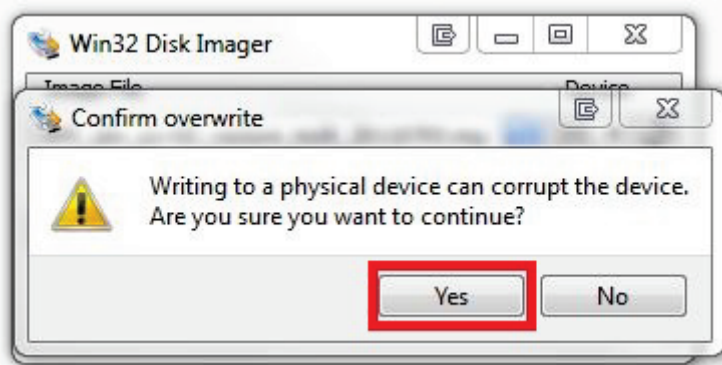 Win32 Disk Imager
Image File Device
Confirm overwrite
Writing to a physical device can corrupt the device.
Are you sure you want to continue?
Yes No